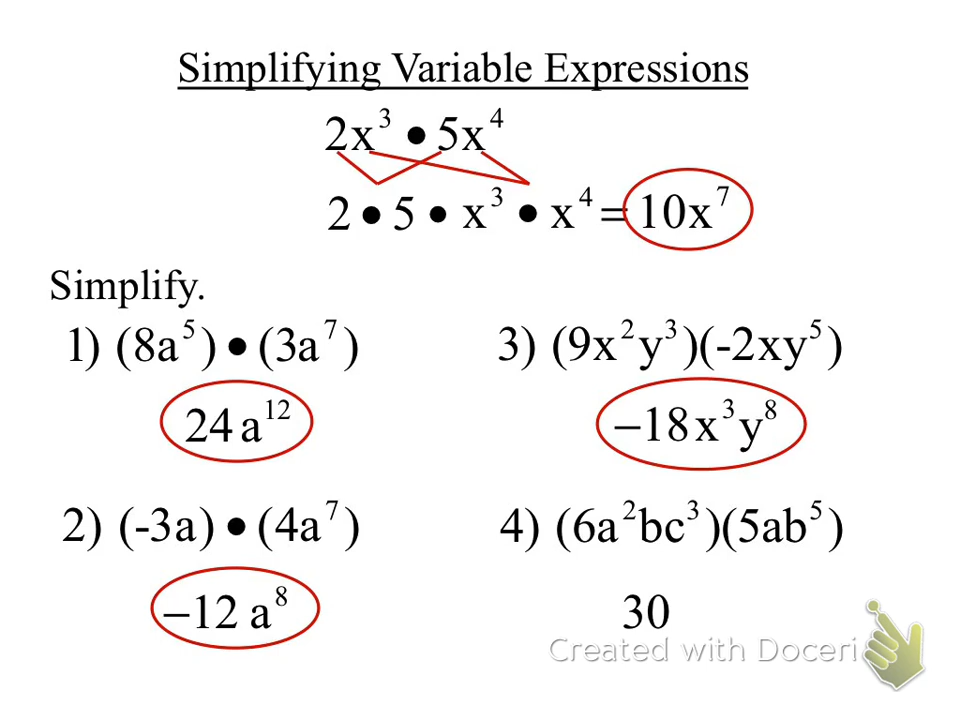 Simplifying Variable Expressions
2x³ • 5x⁴
2 • 5 • x³ • x⁴ = 10x⁷
Simplify.
1) (8a⁵) • (3a⁷)
24a¹²
2) (-3a) • (4a⁷)
−12a⁸
3) (9x²y³)(-2xy⁵)
−18x³y⁸
4) (6a²bc³)(5ab⁵)
30
Created with Doceri